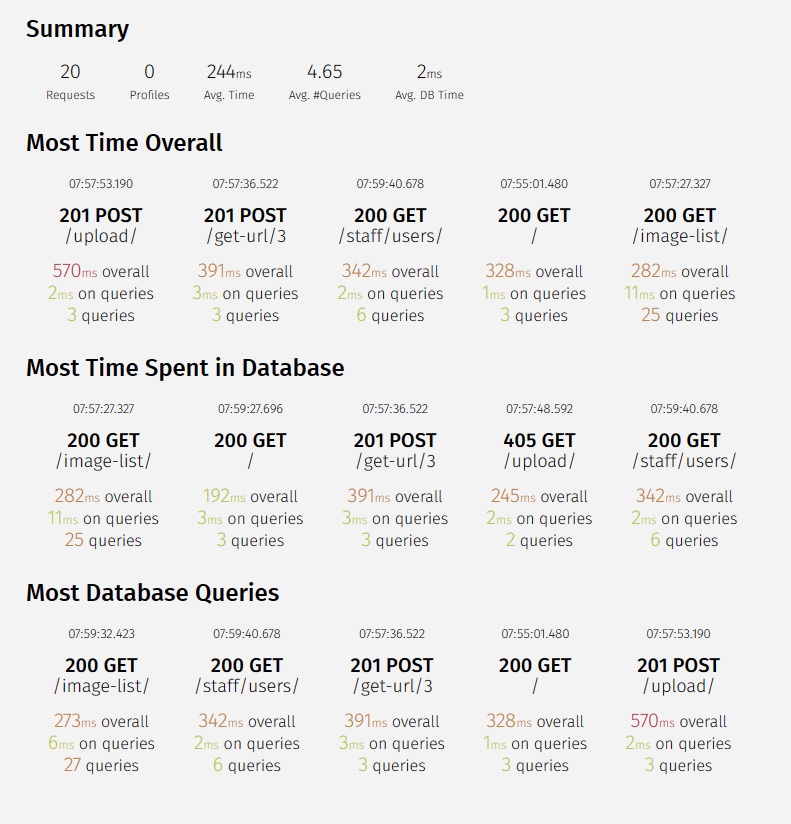 Summary
20 0 244ms 4.65 2ms
Requests Profiles Avg. Time Avg. #Queries Avg. DB Time
Most Time Overall
07:57:53.190 07:57:36.522 07:59:40.678 07:55:01.480 07:57:27.327
201 POST 201 POST 200 GET 200 GET 200 GET
/upload/ /get-url/3 /staff/users/ / /image-list/
570ms overall 391ms overall 342ms overall 328ms overall 282ms overall
2ms on queries 3ms on queries 2ms on queries 1ms on queries 11ms on queries
3 queries 3 queries 6 queries 3 queries 25 queries
Most Time Spent in Database
07:57:27.327 07:59:27.696 07:57:36.522 07:57:48.592 07:59:40.678
200 GET 200 GET 201 POST 405 GET 200 GET
/image-list/ / /get-url/3 /upload/ /staff/users/
282ms overall 192ms overall 391ms overall 245ms overall 342ms overall
11ms on queries 3ms on queries 3ms on queries 2ms on queries 2ms on queries
25 queries 3 queries 3 queries 2 queries 6 queries
Most Database Queries
07:59:32.423 07:59:40.678 07:57:36.522 07:55:01.480 07:57:53.190
200 GET 200 GET 201 POST 200 GET 201 POST
/image-list/ /staff/users/ /get-url/3 / /upload/
273ms overall 342ms overall 391ms overall 328ms overall 570ms overall
6ms on queries 2ms on queries 3ms on queries 1ms on queries 2ms on queries
27 queries 6 queries 3 queries 3 queries 3 queries